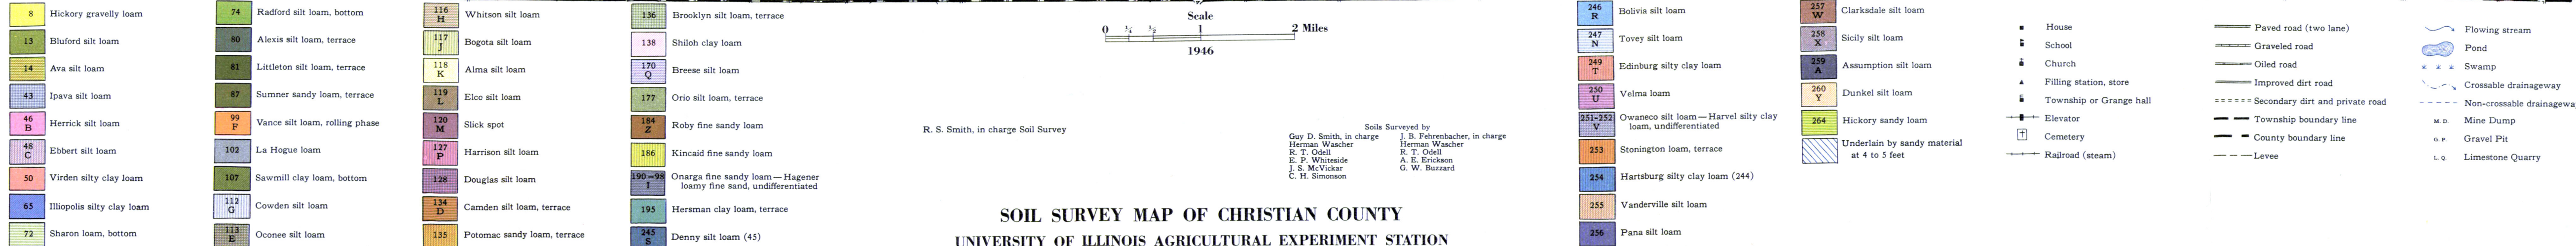 8 Hickory gravelly loam
13 Bluford silt loam
14 Ava silt loam
43 Ipava silt loam
46 B Herrick silt loam
48 C Ebbert silt loam
50 Virden silty clay loam
65 Illiopolis silty clay loam
72 Sharon loam, bottom
74 Radford silt loam, bottom
80 Alexis silt loam, terrace
81 Littleton silt loam, terrace
87 Sumner sandy loam, terrace
99 F Vance silt loam, rolling phase
102 La Hogue loam
107 Sawmill clay loam, bottom
112 G Cowden silt loam
113 E Oconee silt loam
116 H Whitson silt loam
117 J Bogota silt loam
118 K Alma silt loam
119 L Elco silt loam
120 M Slick spot
127 P Harrison silt loam
128 Douglas silt loam
134 D Camden silt loam, terrace
135 Potomac sandy loam, terrace
136 Brooklyn silt loam, terrace
138 Shiloh clay loam
170 Q Breese silt loam
177 Orio silt loam, terrace
184 Z Roby fine sandy loam
186 Kincaid fine sandy loam
190-98 I Onarga fine sandy loam—Hagener
loamy fine sand, undifferentiated
195 Hersman clay loam, terrace
245 S Denny silt loam (45)
Scale
0 ¼ ½ 1 2 Miles
1946
R. S. Smith, in charge Soil Survey
Soils Surveyed by
Guy D. Smith, in charge
Herman Wascher
R. T. Odell
E. P. Whiteside
J. S. McVickar
C. H. Simonson
J. B. Fehrenbacher, in charge
Herman Wascher
R. T. Odell
A. E. Erickson
G. W. Buzzard
SOIL SURVEY MAP OF CHRISTIAN COUNTY
UNIVERSITY OF ILLINOIS AGRICULTURAL EXPERIMENT STATION
246 R Bolivia silt loam
247 N Tovey silt loam
249 T Edinburg silty clay loam
250 U Velma loam
251-252 V Owaneco silt loam—Harvel silty clay
loam, undifferentiated
253 Stonington loam, terrace
254 Hartsburg silty clay loam (244)
255 Vanderville silt loam
256 Pana silt loam
257 W Clarksdale silt loam
258 X Sicily silt loam
259 A Assumption silt loam
260 Y Dunkel silt loam
264 Hickory sandy loam
Underlain by sandy material
at 4 to 5 feet
House
School
Church
Filling station, store
Township or Grange hall
Elevator
Cemetery
Railroad (steam)
Paved road (two lane)
Graveled road
Oiled road
Improved dirt road
Secondary dirt and private road
Township boundary line
County boundary line
Levee
Flowing stream
Pond
Swamp
Crossable drainageway
Non-crossable drainagewa
M. D. Mine Dump
G. P. Gravel Pit
L. Q. Limestone Quarry